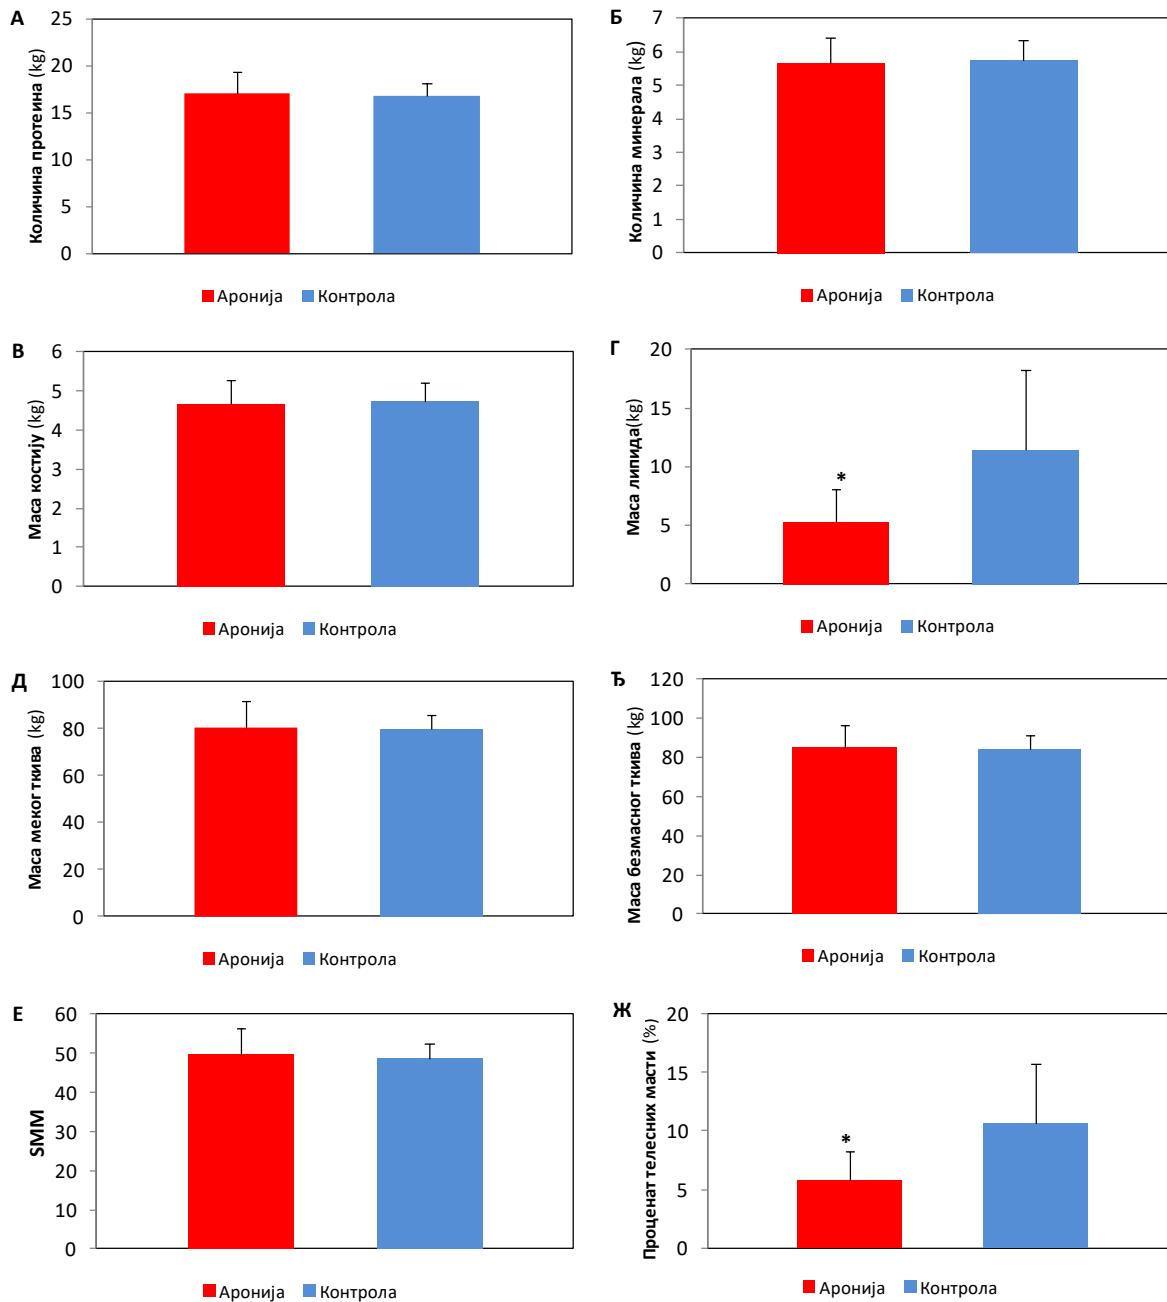 А
Количина протеина (kg)
25
20
15
10
5
0
Аронија Контрола
Б
Количина минерала (kg)
7
6
5
4
3
2
1
0
Аронија Контрола
В
Маса костију (kg)
6
5
4
3
2
1
0
Аронија Контрола
Г
Маса липида(kg)
20
15
10
5
0
*
Аронија Контрола
Д
Маса меког ткива (kg)
100
80
60
40
20
0
Аронија Контрола
Ђ
Маса безмасног ткива (kg)
120
100
80
60
40
20
0
Аронија Контрола
Е
SMM
60
50
40
30
20
10
0
Аронија Контрола
Ж
Проценат телесних масти (%)
20
15
10
5
0
*
Аронија Контрола